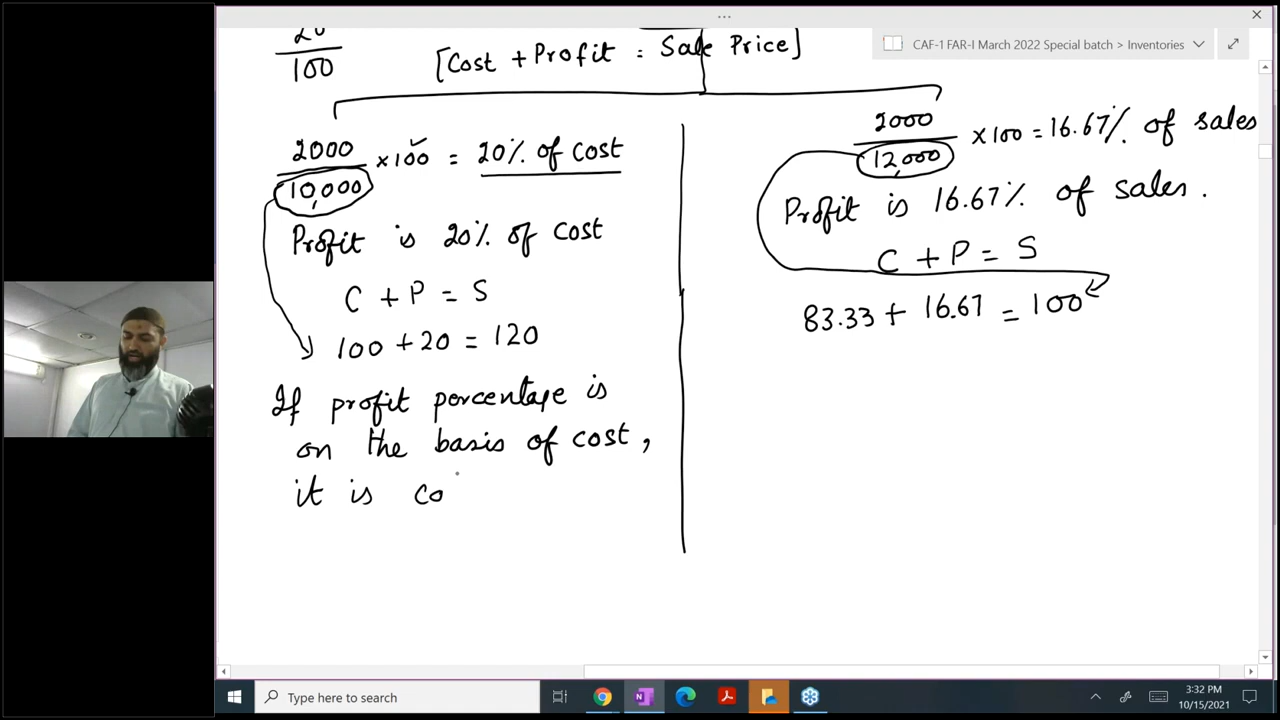 CAF-1 FAR-I March 2022 Special batch > Inventories
20
100
[Cost + Profit = Sale Price]
2000
10,000
×100 = 20% of cost
Profit is 20% of cost
C + P = S
100 + 20 = 120
If profit percentage is
on the basis of cost,
it is co
2000
12,000
×100 = 16.67% of sales
Profit is 16.67% of sales.
C + P = S
83.33 + 16.67 = 100
Type here to search
3:32 PM
10/15/2021